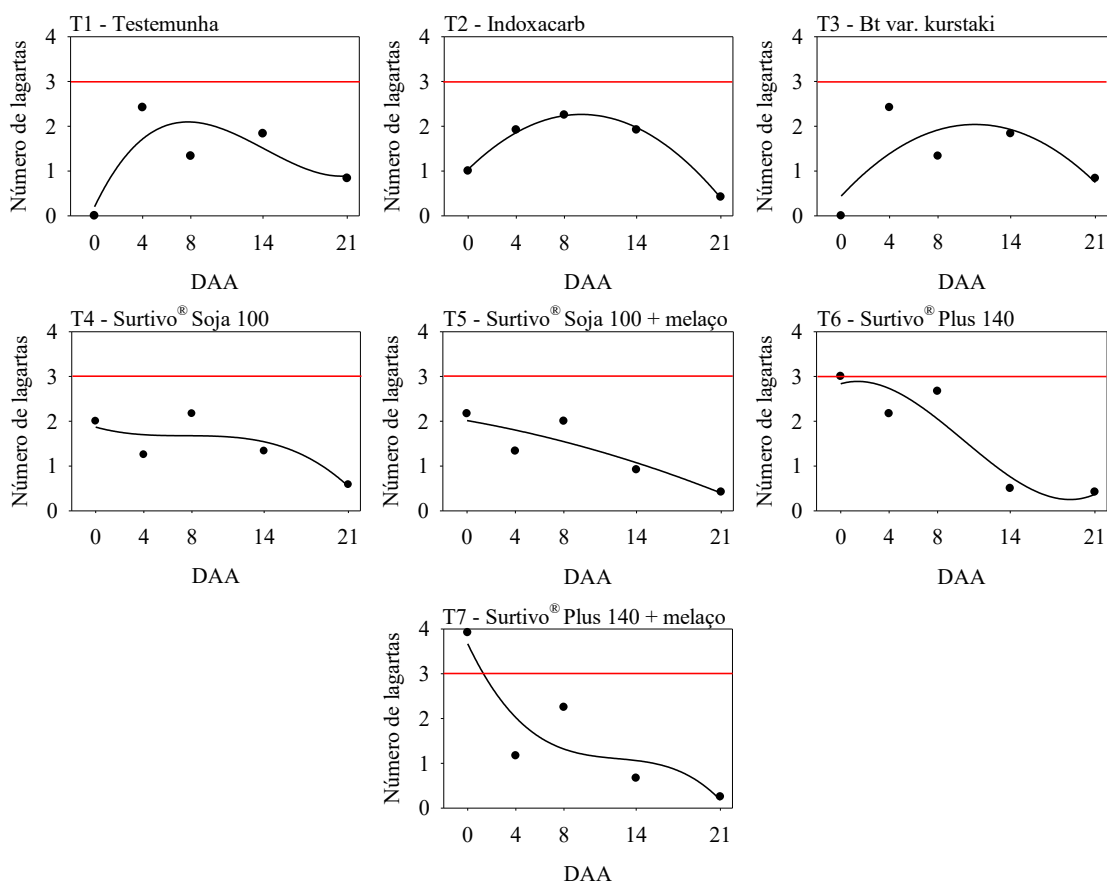 T1 - Testemunha
Número de lagartas
4
3
2
1
0
0 4 8 14 21
DAA
T2 - Indoxacarb
Número de lagartas
4
3
2
1
0
0 4 8 14 21
DAA
T3 - Bt var. kurstaki
Número de lagartas
4
3
2
1
0
0 4 8 14 21
DAA
T4 - Surtivo® Soja 100
Número de lagartas
4
3
2
1
0
0 4 8 14 21
DAA
T5 - Surtivo® Soja 100 + melaço
Número de lagartas
4
3
2
1
0
0 4 8 14 21
DAA
T6 - Surtivo® Plus 140
Número de lagartas
4
3
2
1
0
0 4 8 14 21
DAA
T7 - Surtivo® Plus 140 + melaço
Número de lagartas
4
3
2
1
0
0 4 8 14 21
DAA